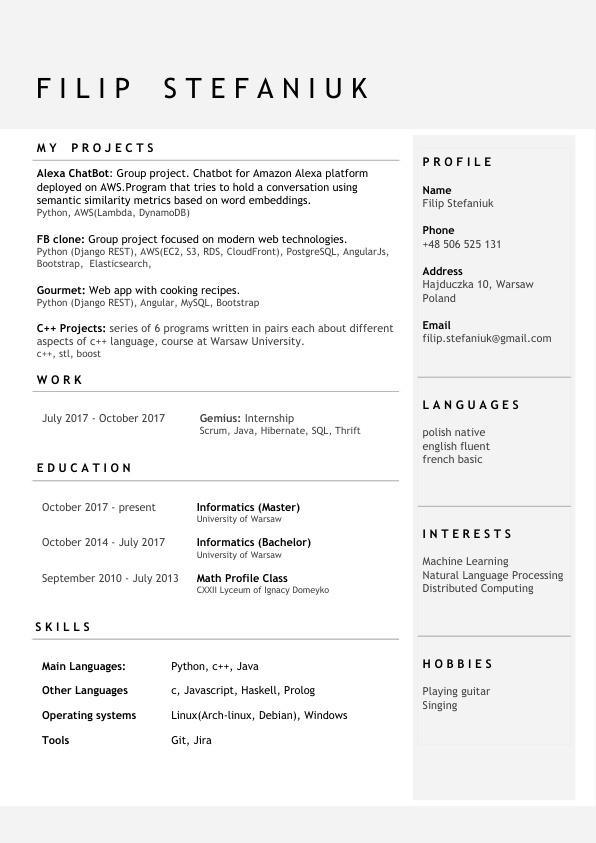 FILIP STEFANIUK
MY PROJECTS
Alexa ChatBot: Group project. Chatbot for Amazon Alexa platform
deployed on AWS.Program that tries to hold a conversation using
semantic similarity metrics based on word embeddings.
Python, AWS(Lambda, DynamoDB)
FB clone: Group project focused on modern web technologies.
Python (Django REST), AWS(EC2, S3, RDS, CloudFront), PostgreSQL, AngularJs,
Bootstrap, Elasticsearch,
Gourmet: Web app with cooking recipes.
Python (Django REST), Angular, MySQL, Bootstrap
C++ Projects: series of 6 programs written in pairs each about different
aspects of c++ language, course at Warsaw University.
c++, stl, boost
WORK
July 2017 - October 2017 Gemius: Internship
Scrum, Java, Hibernate, SQL, Thrift
EDUCATION
October 2017 - present Informatics (Master)
University of Warsaw
October 2014 - July 2017 Informatics (Bachelor)
University of Warsaw
September 2010 - July 2013 Math Profile Class
CXXII Lyceum of Ignacy Domeyko
SKILLS
Main Languages: Python, c++, Java
Other Languages c, Javascript, Haskell, Prolog
Operating systems Linux(Arch-linux, Debian), Windows
Tools Git, Jira
PROFILE
Name
Filip Stefaniuk
Phone
+48 506 525 131
Address
Hajduczka 10, Warsaw
Poland
Email
filip.stefaniuk@gmail.com
LANGUAGES
polish native
english fluent
french basic
INTERESTS
Machine Learning
Natural Language Processing
Distributed Computing
HOBBIES
Playing guitar
Singing